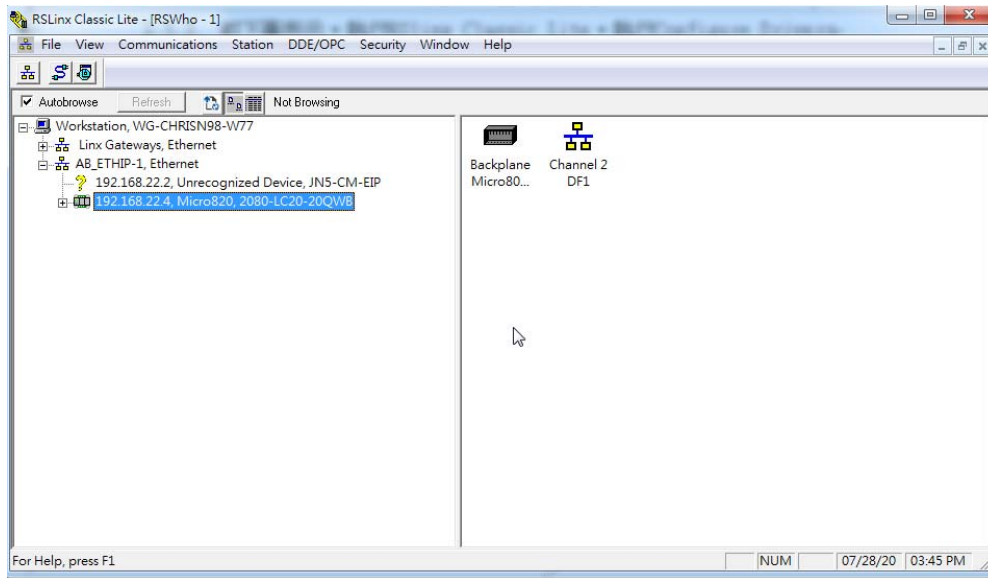 RSLinx Classic Lite - [RSWho - 1]
File View Communications Station DDE/OPC Security Window Help
Autobrowse Refresh Not Browsing
Workstation, WG-CHRISN98-W77
Linx Gateways, Ethernet
AB_ETHIP-1, Ethernet
192.168.22.2, Unrecognized Device, JN5-CM-EIP
192.168.22.4, Micro820, 2080-LC20-20QWB
Backplane
Micro80...
Channel 2
DF1
For Help, press F1
NUM 07/28/20 03:45 PM